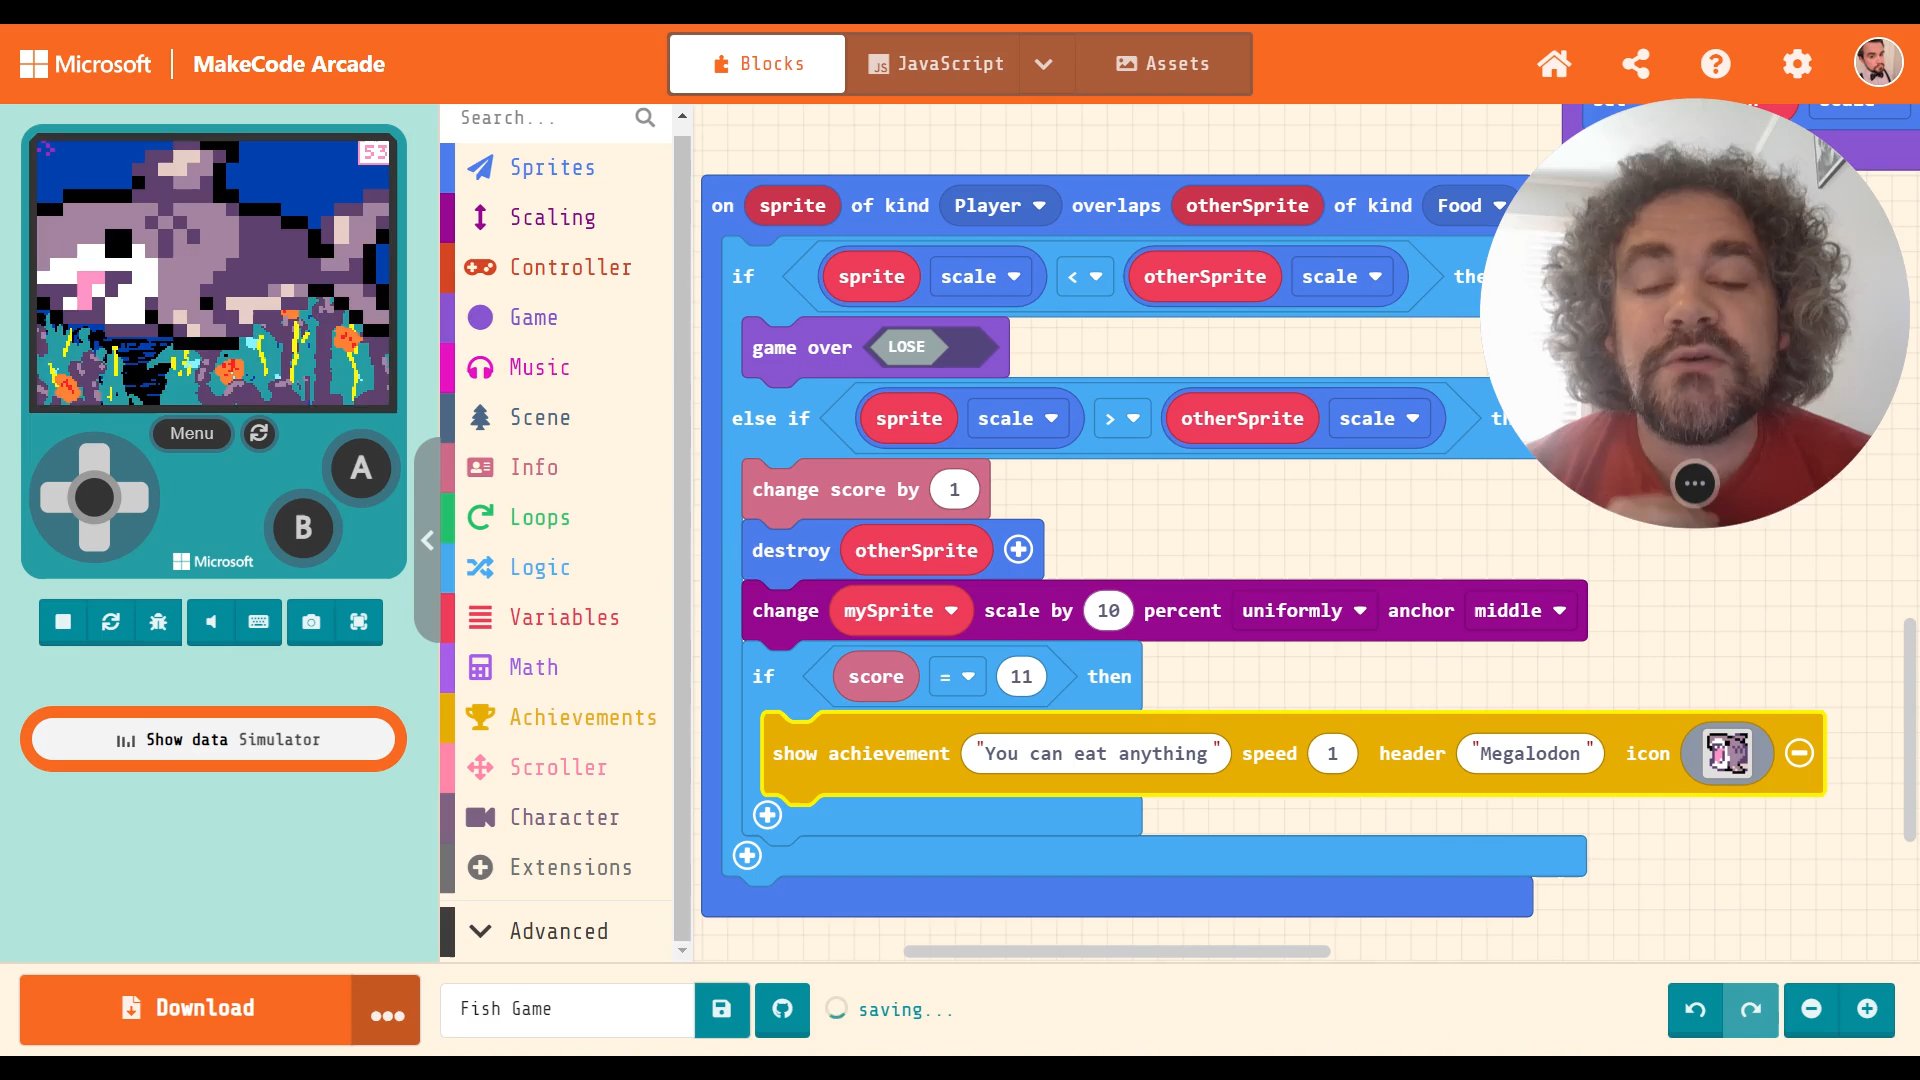 Microsoft
MakeCode Arcade
Blocks
JS JavaScript
Assets
53
Menu
A
B
Microsoft
Show data Simulator
Search...
Sprites
Scaling
Controller
Game
Music
Scene
Info
Loops
Logic
Variables
Math
Achievements
Scroller
Character
Extensions
Advanced
on sprite of kind Player overlaps otherSprite of kind Food
if sprite scale < otherSprite scale
game over LOSE
else if sprite scale > otherSprite scale
change score by 1
destroy otherSprite
change mySprite scale by 10 percent uniformly anchor middle
if score = 11 then
show achievement "You can eat anything" speed 1 header "Megalodon" icon
Download
Fish Game
saving...